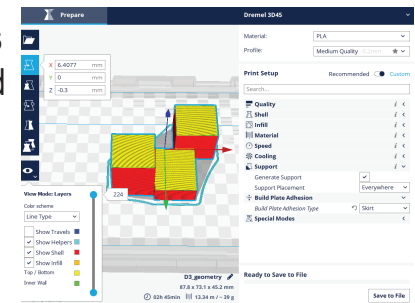 s
d
Prepare
Dremel 3D45
X 6.4077 mm
Y 0 mm
Z -0.3 mm
Material: PLA
Profile: Medium Quality 0.2mm
Print Setup Recommended Custom
Search...
Quality i
Shell i
Infill i
Material i
Speed i
Cooling i
Support i
Generate Support
Support Placement Everywhere
Build Plate Adhesion
Build Plate Adhesion Type Skirt
Special Modes
224
View Mode: Layers
Color scheme
Line Type
Show Travels
Show Helpers
Show Shell
Show Infill
Top / Bottom
Inner Wall
D3_geometry
87.8 x 73.1 x 45.2 mm
02h 45min 13.34 m / ~ 39 g
Ready to Save to File
Save to File